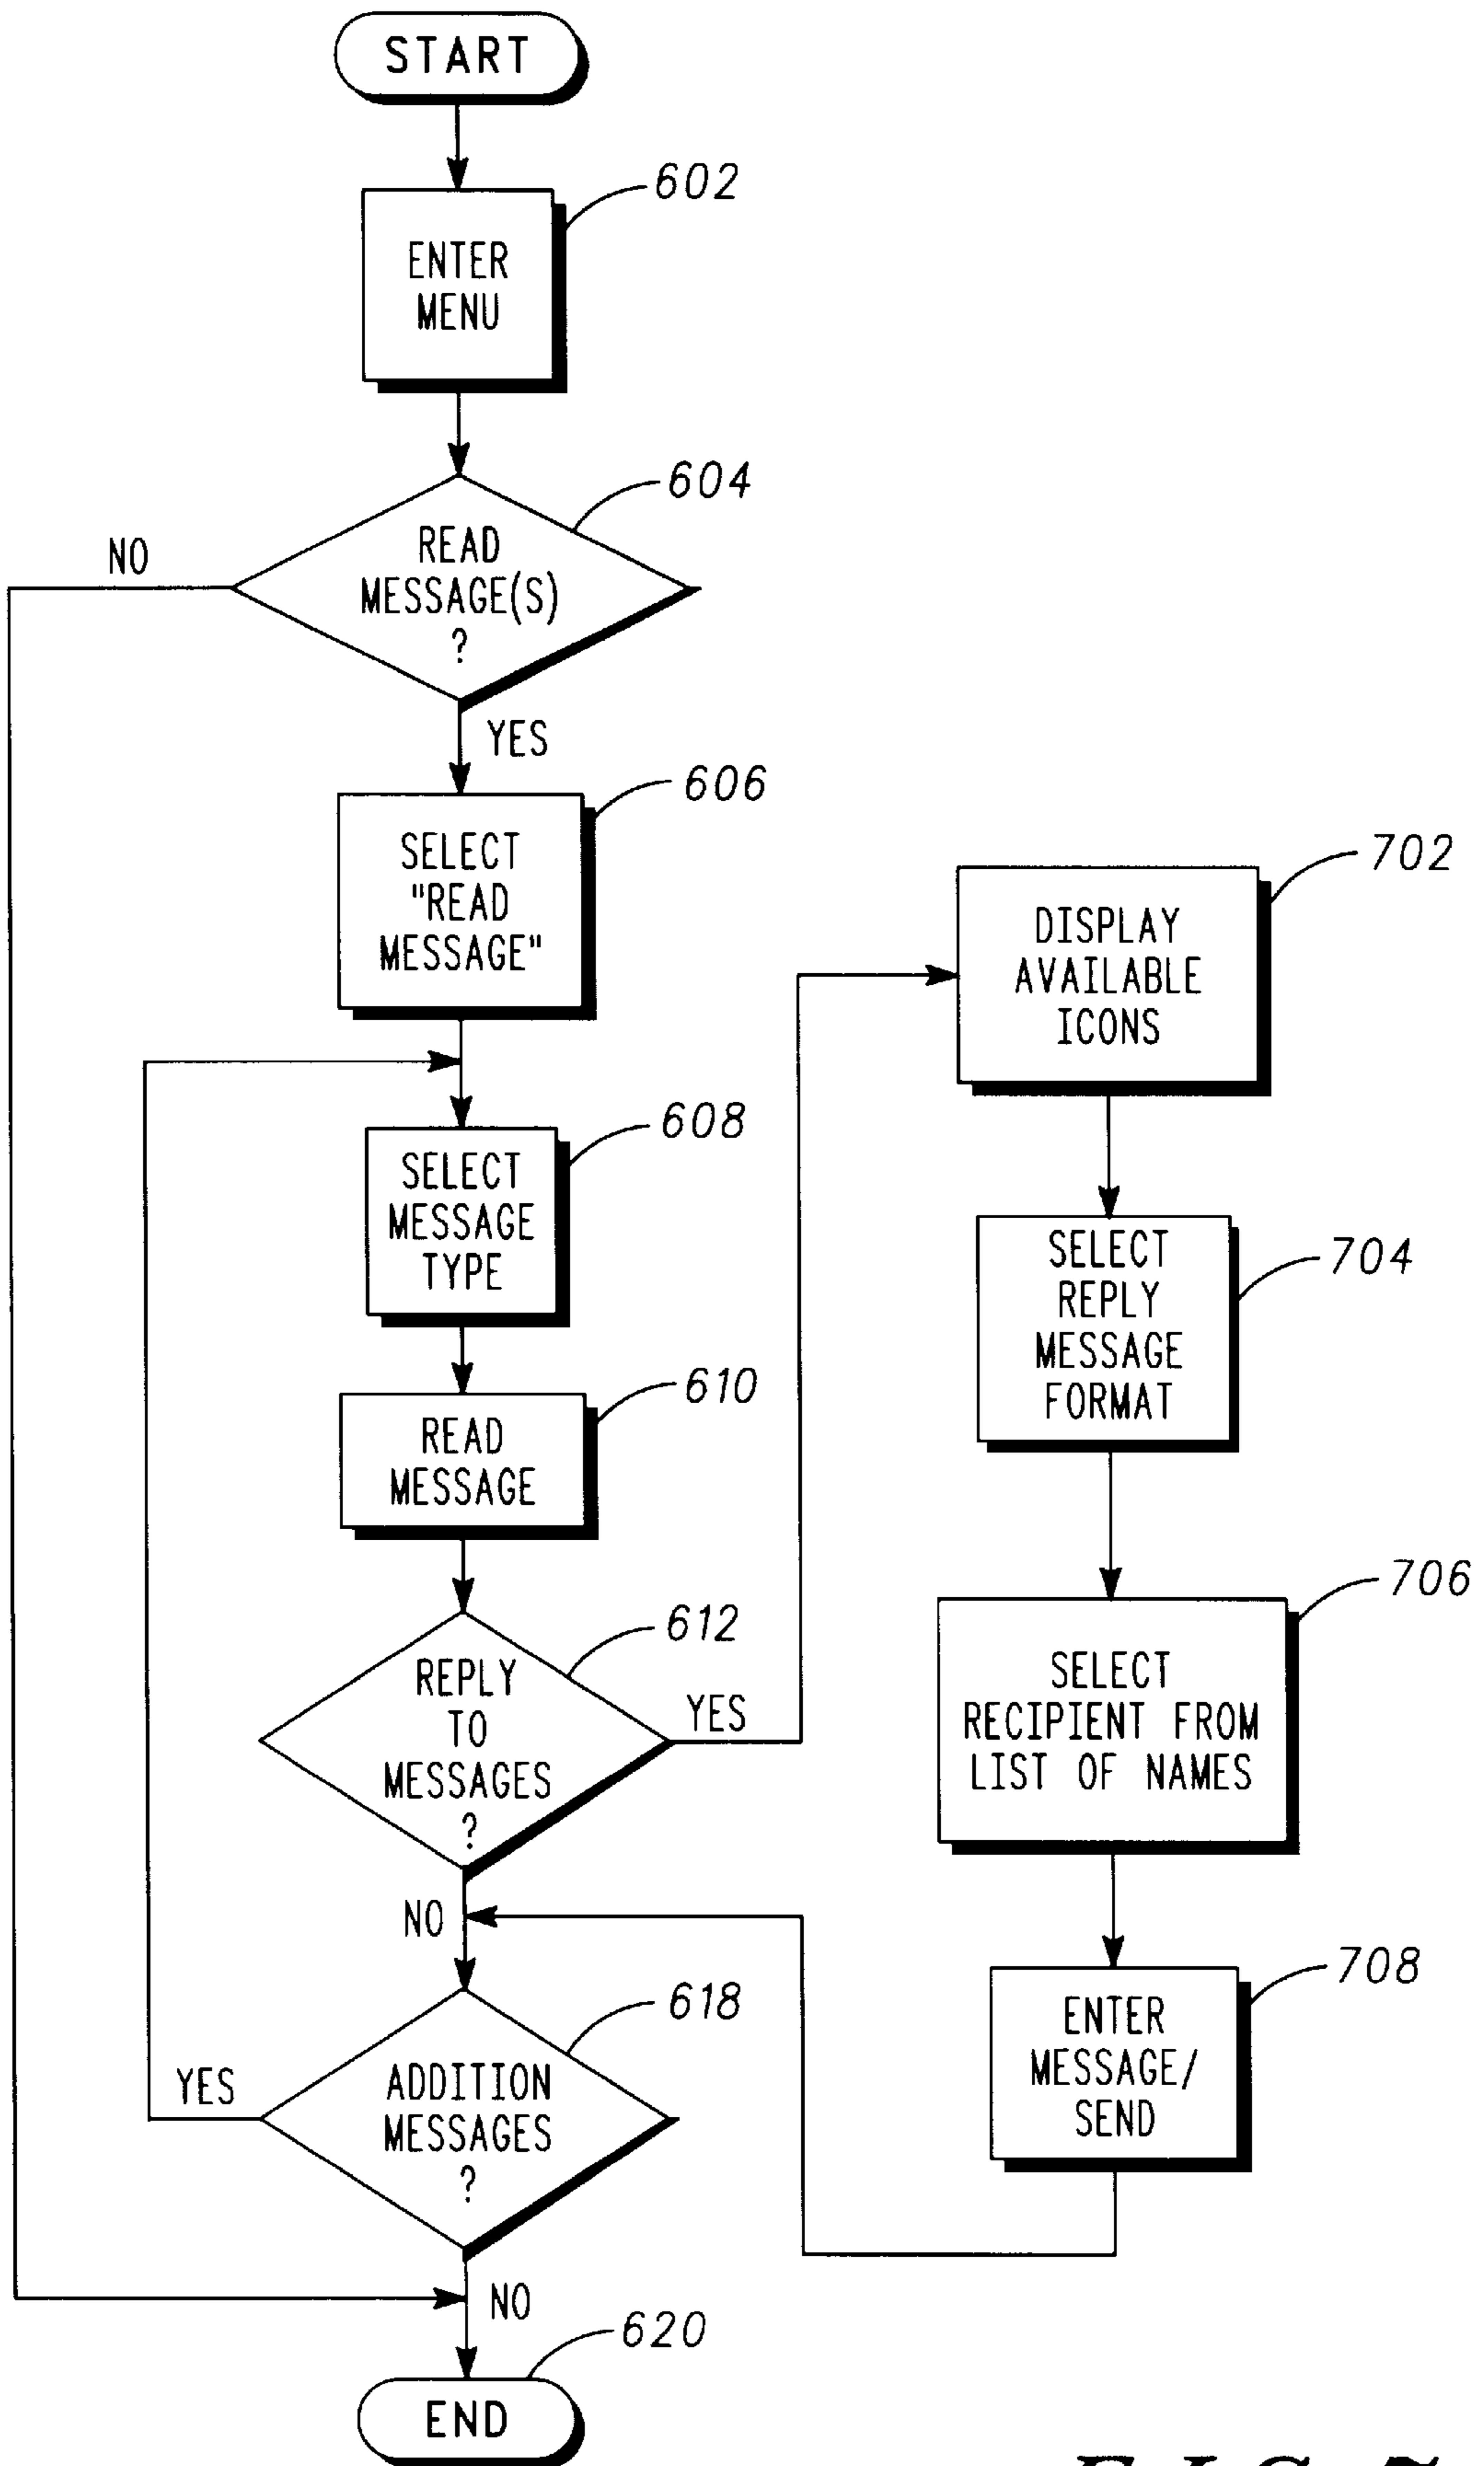 START
602
ENTER
MENU
604
NO
READ
MESSAGE(S)
?
YES
606
SELECT
"READ
MESSAGE"
608
SELECT
MESSAGE
TYPE
610
READ
MESSAGE
612
REPLY
TO
MESSAGES
?
YES
NO
702
DISPLAY
AVAILABLE
ICONS
704
SELECT
REPLY
MESSAGE
FORMAT
706
SELECT
RECIPIENT FROM
LIST OF NAMES
708
ENTER
MESSAGE/
SEND
618
YES
ADDITION
MESSAGES
?
NO
620
END